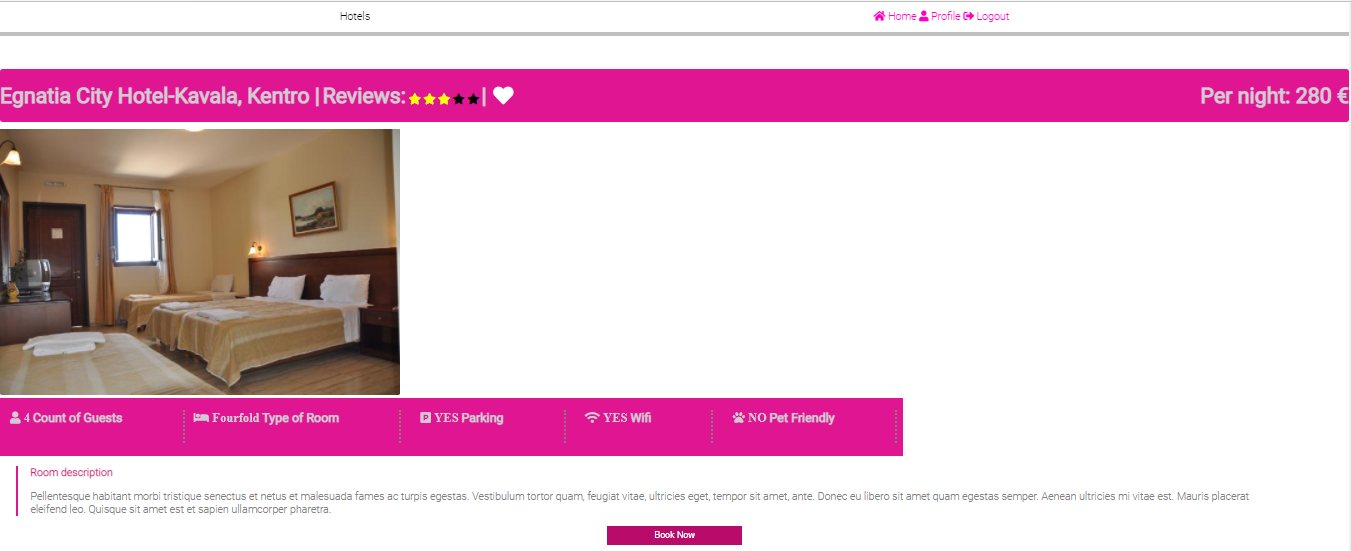 Hotels
Home Profile Logout
Egnatia City Hotel-Kavala, Kentro | Reviews: | Per night: 280 €
4 Count of Guests Fourfold Type of Room P YES Parking YES Wifi NO Pet Friendly
Room description
Pellentesque habitant morbi tristique senectus et netus et malesuada fames ac turpis egestas. Vestibulum tortor quam, feugiat vitae, ultricies eget, tempor sit amet, ante. Donec eu libero sit amet quam egestas semper. Aenean ultricies mi vitae est. Mauris placerat
eleifend leo. Quisque sit amet est et sapien ullamcorper pharetra.
Book Now